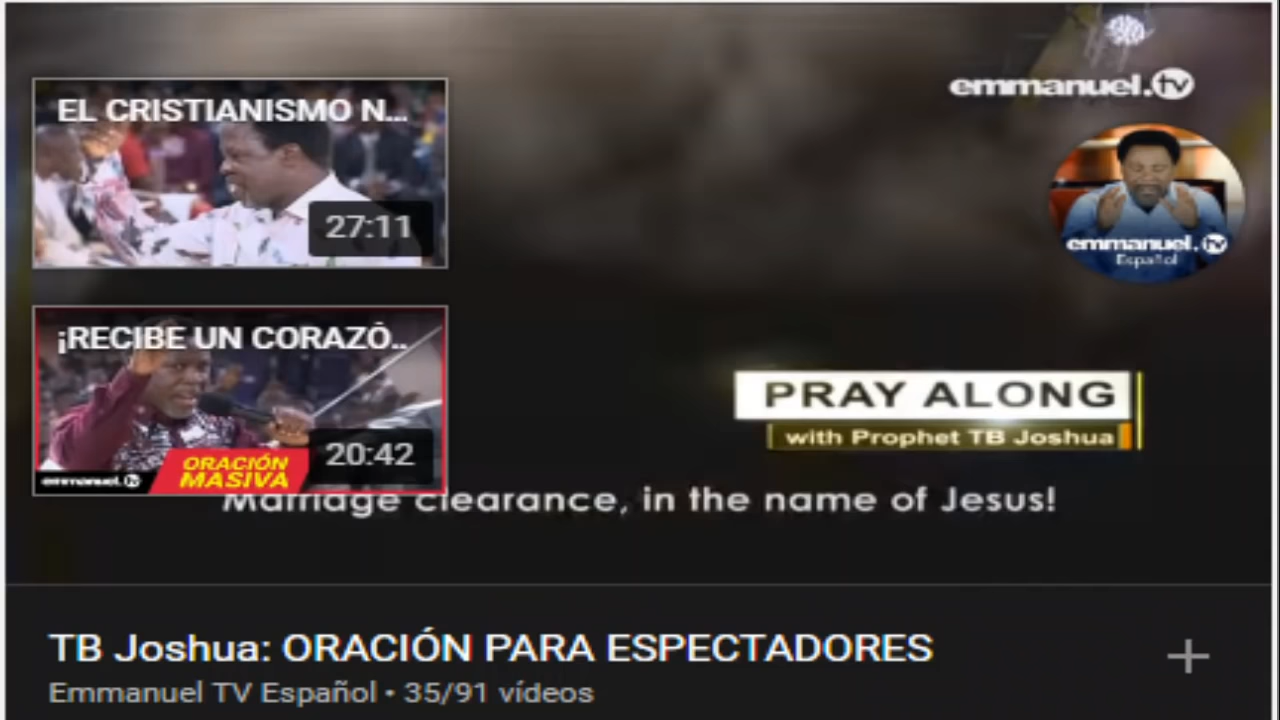 EL CRISTIANISMO N...
27:11
emmanuel.tv
emmanuel.tv
Español
¡RECIBE UN CORAZÓ..
20:42
emmanuel.tv
ORACIÓN
MASIVA
PRAY ALONG
with Prophet TB Joshua
Marriage clearance, in the name of Jesus!
TB Joshua: ORACIÓN PARA ESPECTADORES
Emmanuel TV Español • 35/91 vídeos